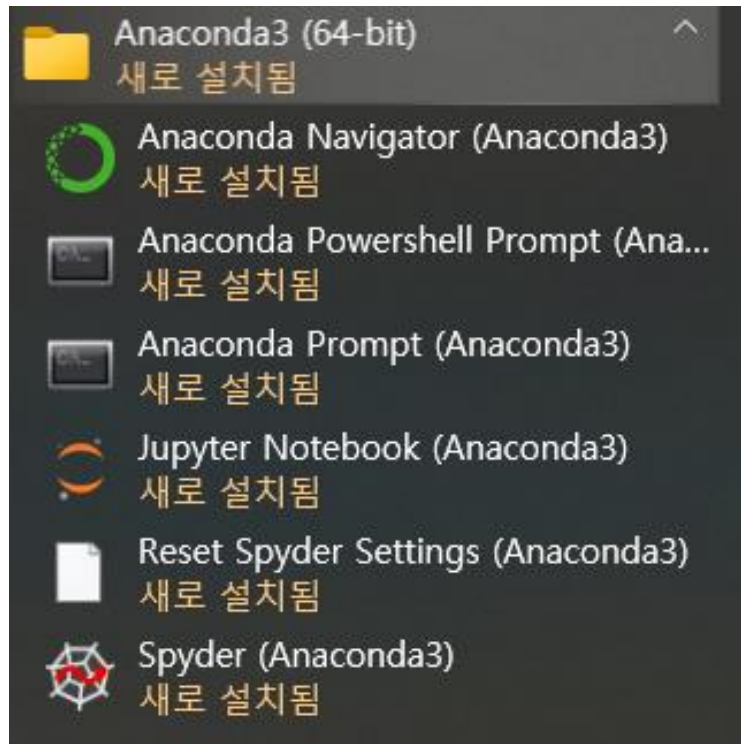 Anaconda3 (64-bit)
새로 설치됨
Anaconda Navigator (Anaconda3)
새로 설치됨
Anaconda Powershell Prompt (Ana...
새로 설치됨
Anaconda Prompt (Anaconda3)
새로 설치됨
Jupyter Notebook (Anaconda3)
새로 설치됨
Reset Spyder Settings (Anaconda3)
새로 설치됨
Spyder (Anaconda3)
새로 설치됨